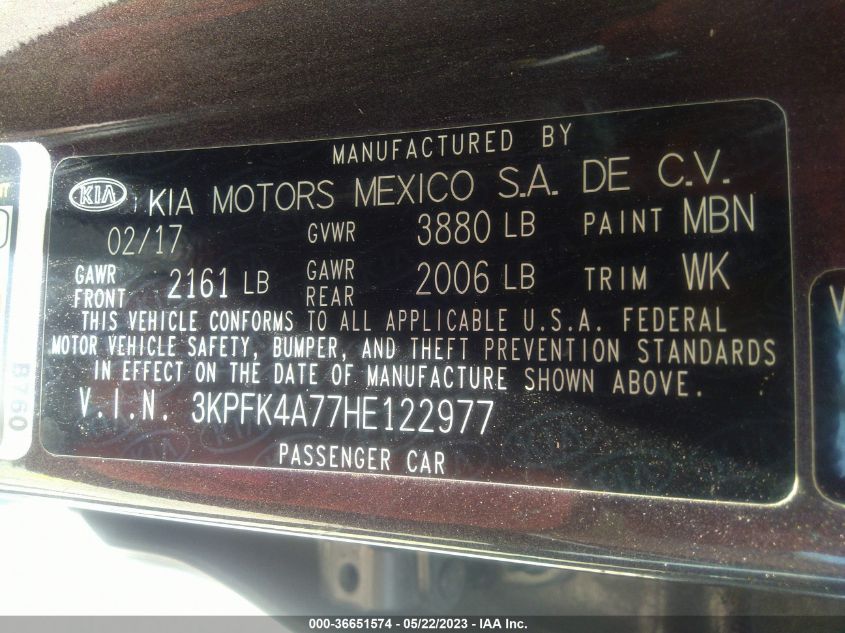 MANUFACTURED BY
KIA KIA MOTORS MEXICO S.A. DE C.V.
02/17 GVWR 3880 LB PAINT MBN
GAWR FRONT 2161 LB GAWR REAR 2006 LB TRIM WK
THIS VEHICLE CONFORMS TO ALL APPLICABLE U.S.A. FEDERAL
MOTOR VEHICLE SAFETY, BUMPER, AND THEFT PREVENTION STANDARDS
IN EFFECT ON THE DATE OF MANUFACTURE SHOWN ABOVE.
V.I.N. 3KPFK4A77HE122977
PASSENGER CAR
000-36651574 / 05/22/2023 - IAA Inc.